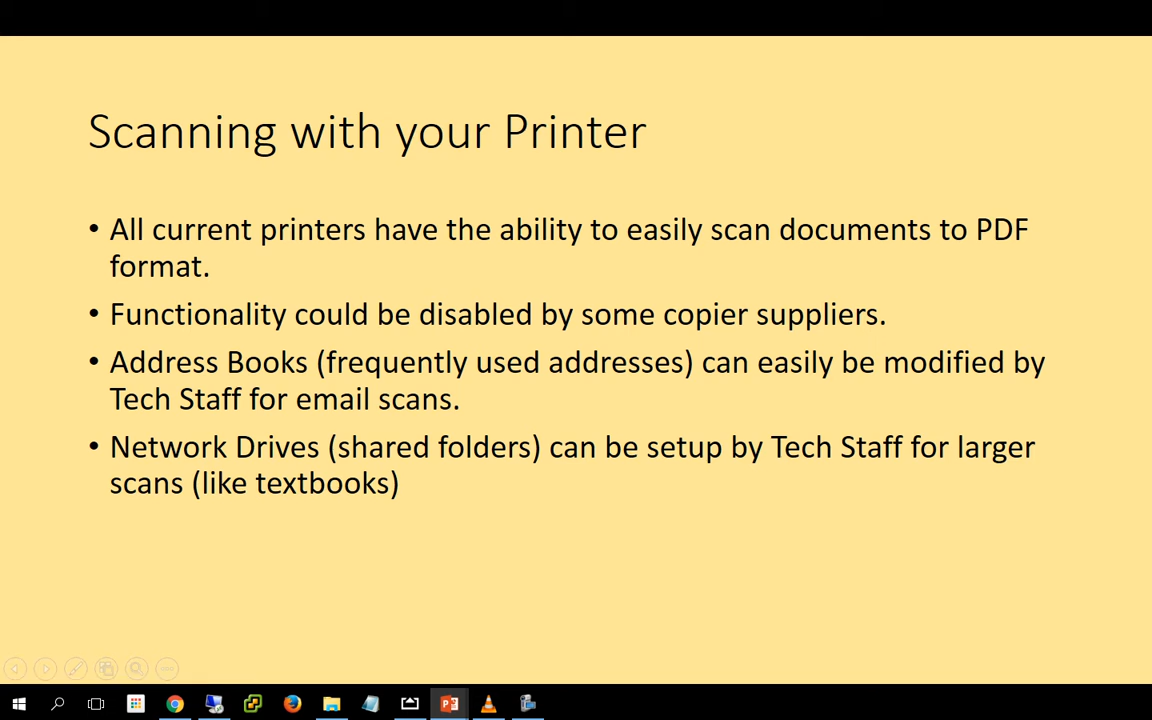 Scanning with your Printer
• All current printers have the ability to easily scan documents to PDF
format.
• Functionality could be disabled by some copier suppliers.
• Address Books (frequently used addresses) can easily be modified by
Tech Staff for email scans.
• Network Drives (shared folders) can be setup by Tech Staff for larger
scans (like textbooks)